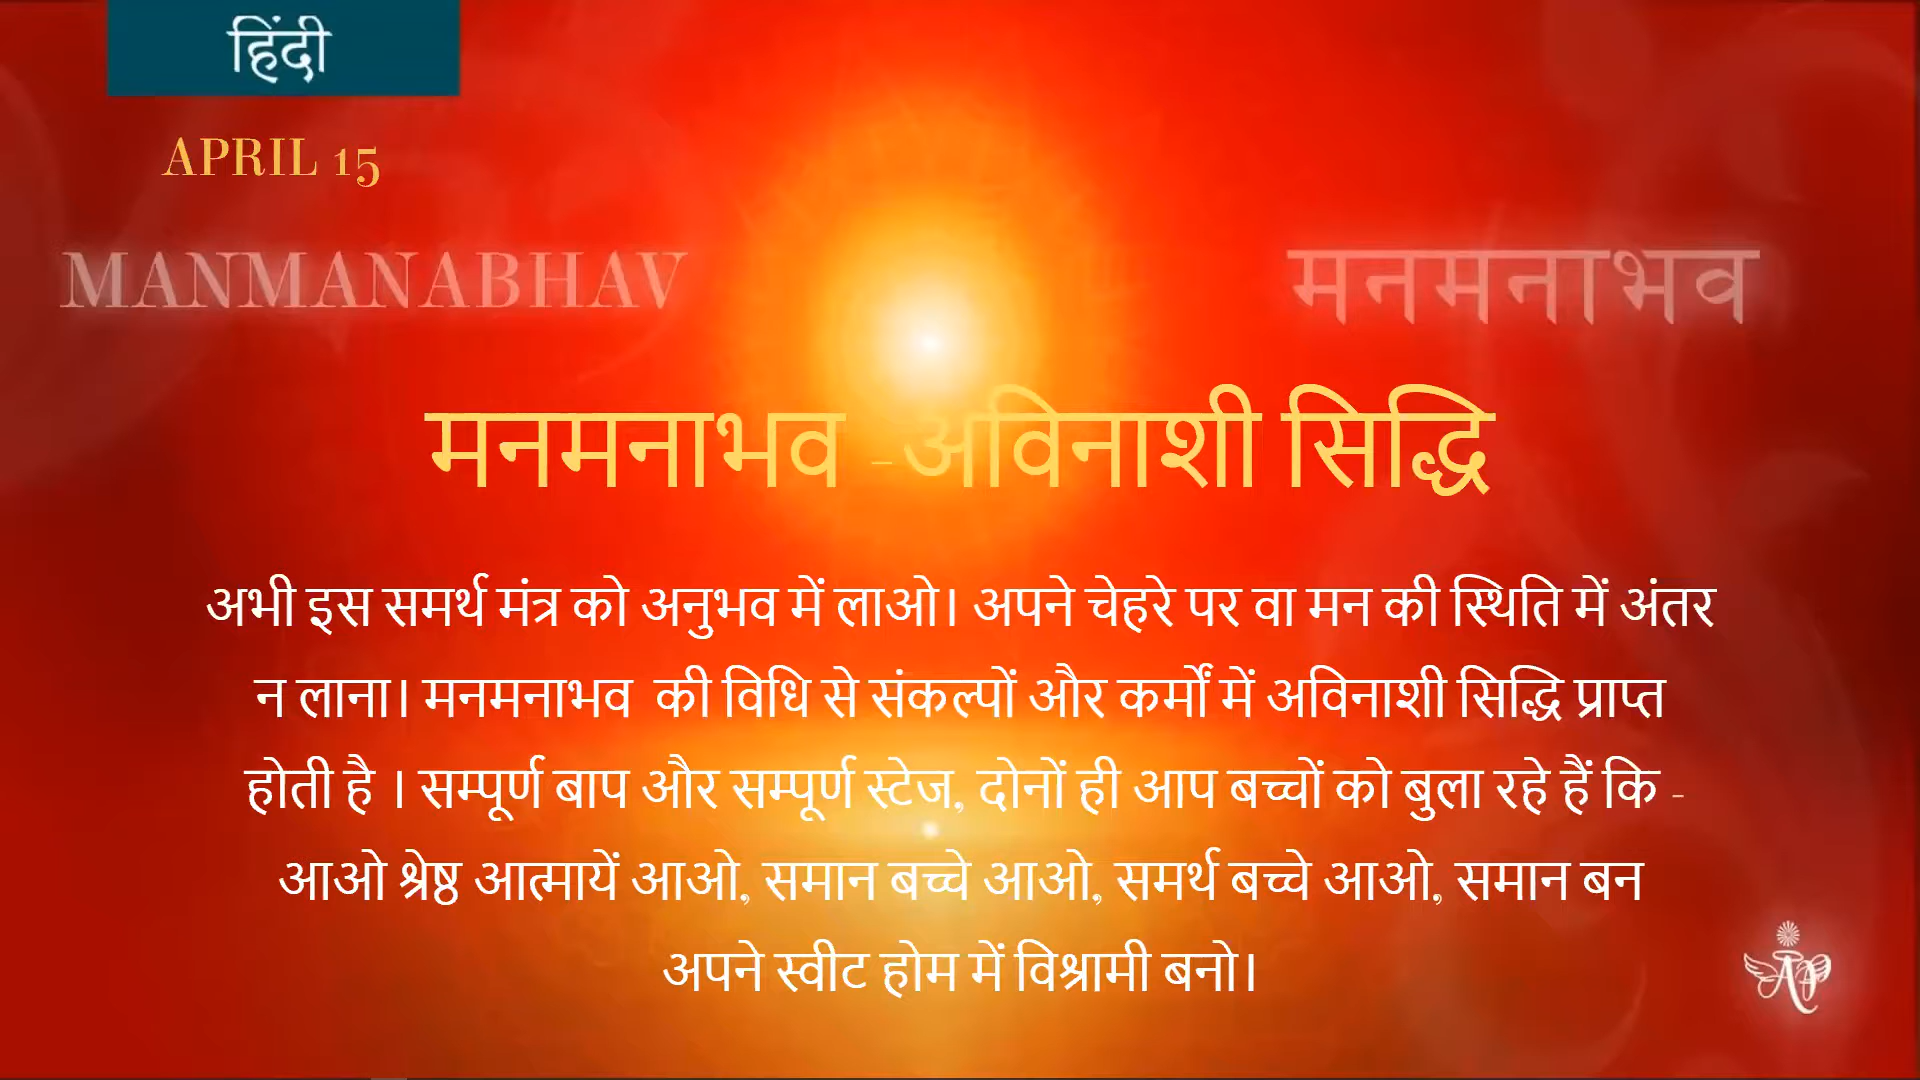 हिंदी
APRIL 15
MANMANABHAV
मनमनाभव
मनमनाभव - अविनाशी सिद्धि
अभी इस समर्थ मंत्र को अनुभव में लाओ। अपने चेहरे पर वा मन की स्थिति में अंतर
न लाना। मनमनाभव की विधि से संकल्पों और कर्मों में अविनाशी सिद्धि प्राप्त
होती है । सम्पूर्ण बाप और सम्पूर्ण स्टेज, दोनों ही आप बच्चों को बुला रहे हैं कि -
आओ श्रेष्ठ आत्मायें आओ, समान बच्चे आओ, समर्थ बच्चे आओ, समान बन
अपने स्वीट होम में विश्रामी बनो।
AP